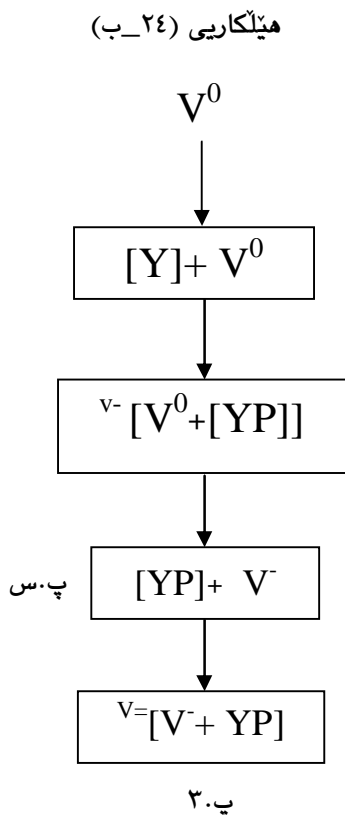 هێڵکاریی (٢٤_ب)
V⁰
[Y]+ V⁰
ᵛ⁻ [V⁰+[YP]]
[YP]+ V⁻
پ.س
ⱽ⁼[V⁻+ YP]
پ.٣